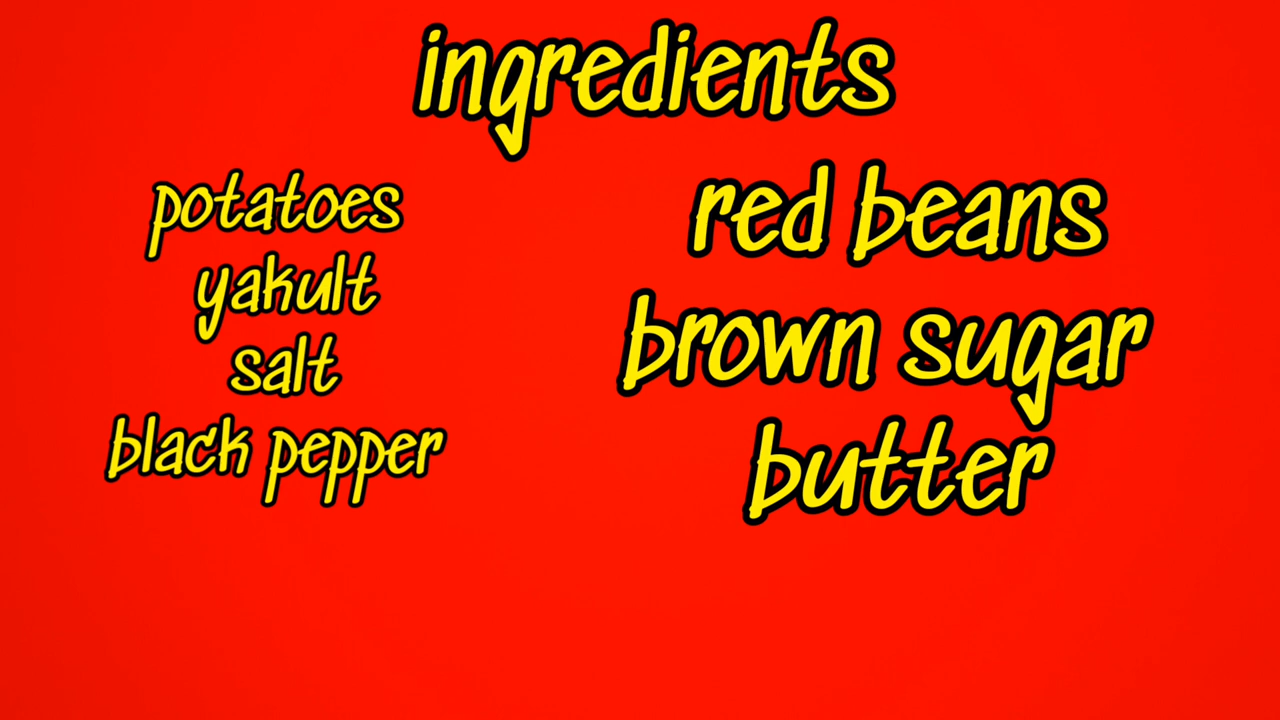 ingredients
potatoes
yakult
salt
black pepper
red beans
brown sugar
butter